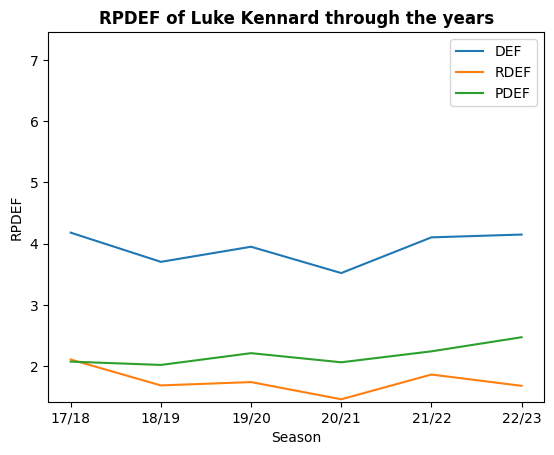 RPDEF of Luke Kennard through the years
DEF
RDEF
PDEF
7
6
5
4
3
2
RPDEF
17/18 18/19 19/20 20/21 21/22 22/23
Season